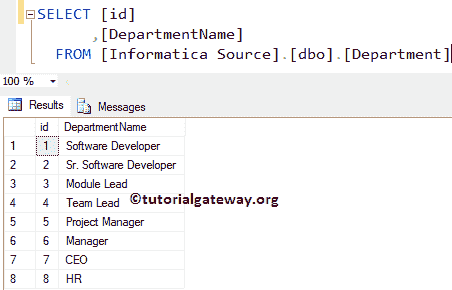 SELECT [id]
,[DepartmentName]
FROM [Informatica Source].[dbo].[Department]
100 %
Results Messages
id DepartmentName
1 1 Software Developer
2 2 Sr. Software Developer
3 3 Module Lead
4 4 Team Lead
©tutorialgateway.org
5 5 Project Manager
6 6 Manager
7 7 CEO
8 8 HR